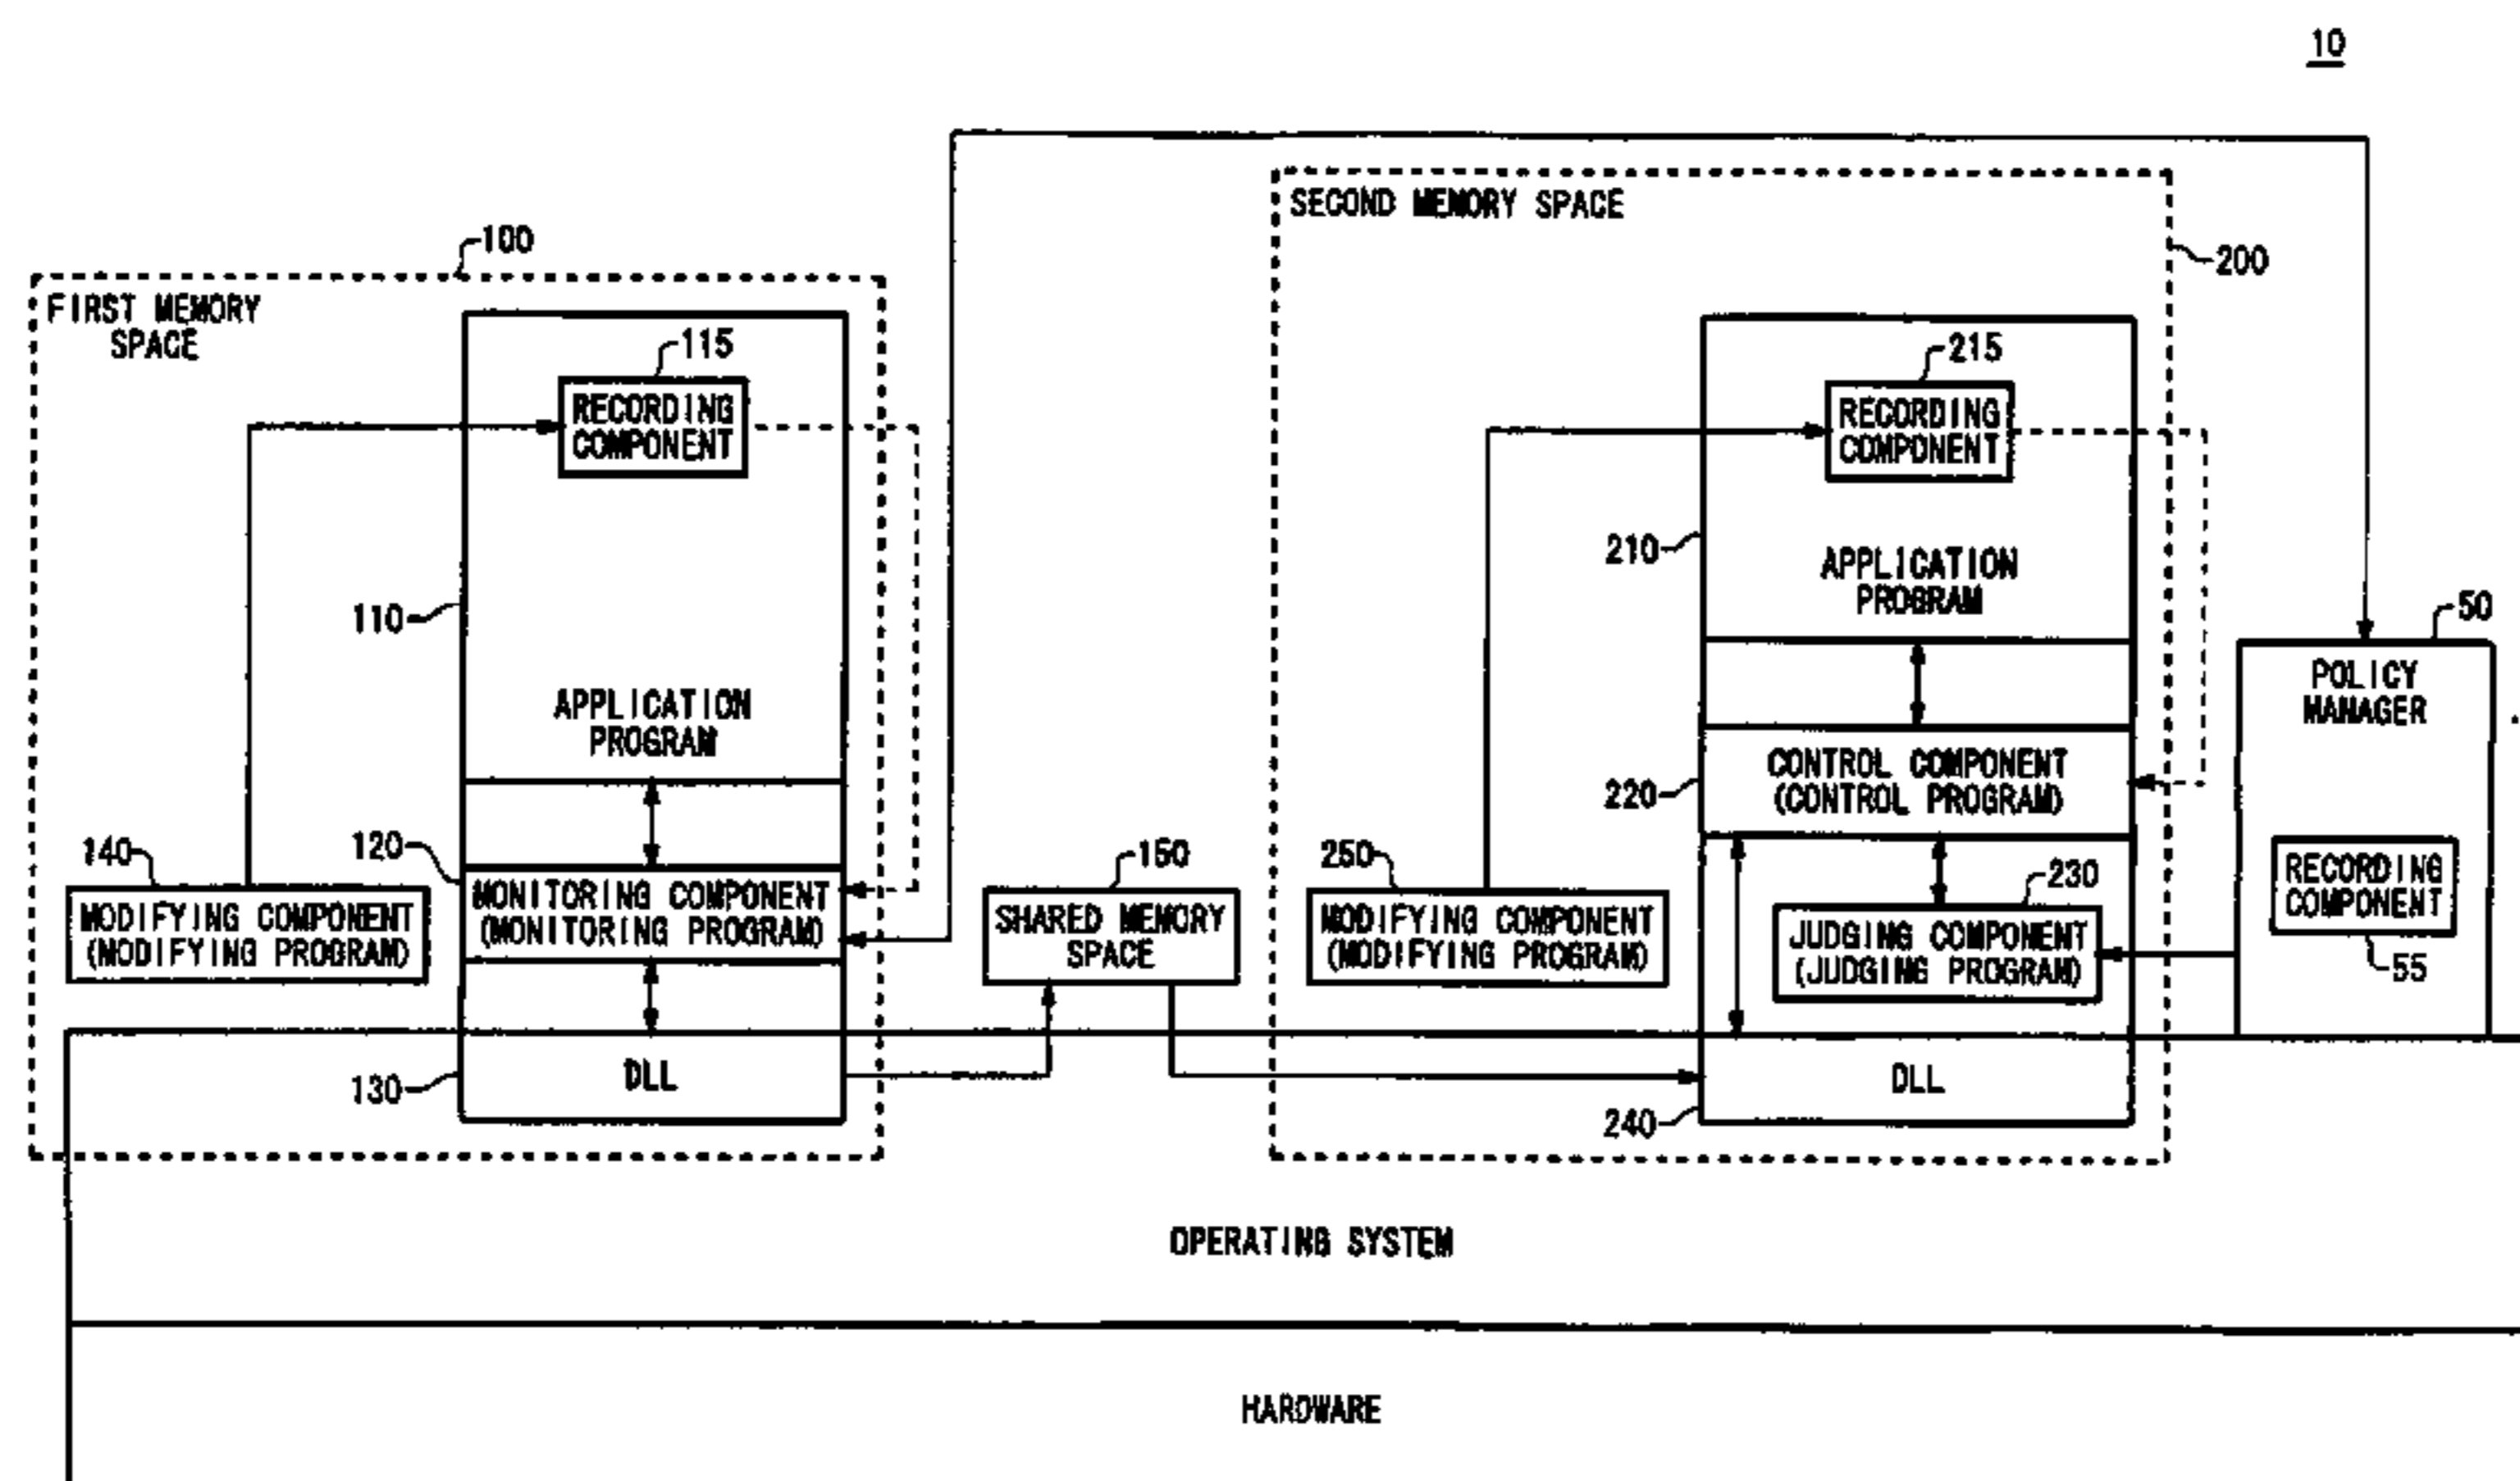 10
SECOND MEMORY SPACE
100
200
FIRST MEMORY
SPACE
115
RECORDING
COMPONENT
215
RECORDING
COMPONENT
210
APPLICATION
PROGRAM
110
50
POLICY
MANAGER
APPLICATION
PROGRAM
220
CONTROL COMPONENT
(CONTROL PROGRAM)
140
MODIFYING COMPONENT
(MODIFYING PROGRAM)
120
MONITORING COMPONENT
(MONITORING PROGRAM)
150
SHARED MEMORY
SPACE
250
MODIFYING COMPONENT
(MODIFYING PROGRAM)
230
JUDGING COMPONENT
(JUDGING PROGRAM)
RECORDING
COMPONENT
55
130
DLL
240
DLL
OPERATING SYSTEM
HARDWARE